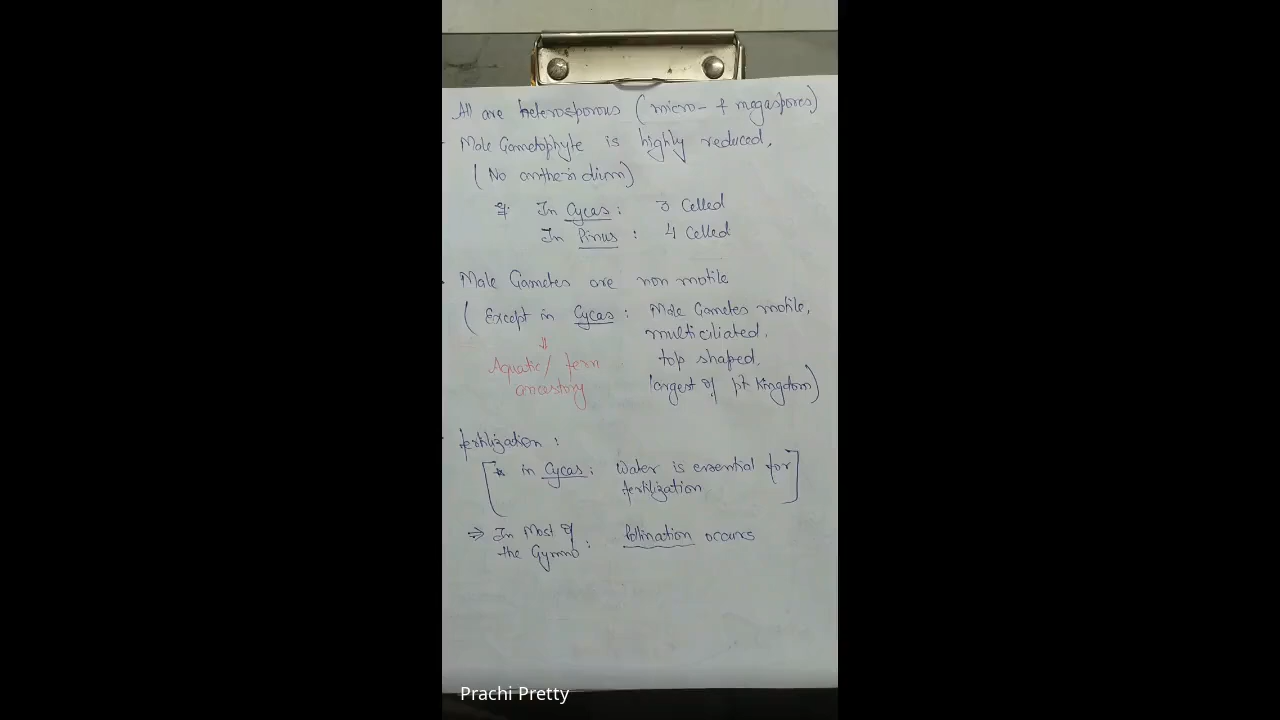 All are heterosporous (micro- + megaspores)
Male Gametophyte is highly reduced,
(No antheridium)
In Cycas : 3 Celled
In Pinus : 4 Celled
Male Gametes are non motile
(Except in Cycas : Male Gametes motile,
multiciliated.
top shaped.
largest of pt Kingdom)
⇓
Aquatic/ fern
ancestory
fertilization :
[* in Cycas : Water is essential for
fertilization]
⇒ In Most of
the Gymno : Pollination occurs
Prachi Pretty